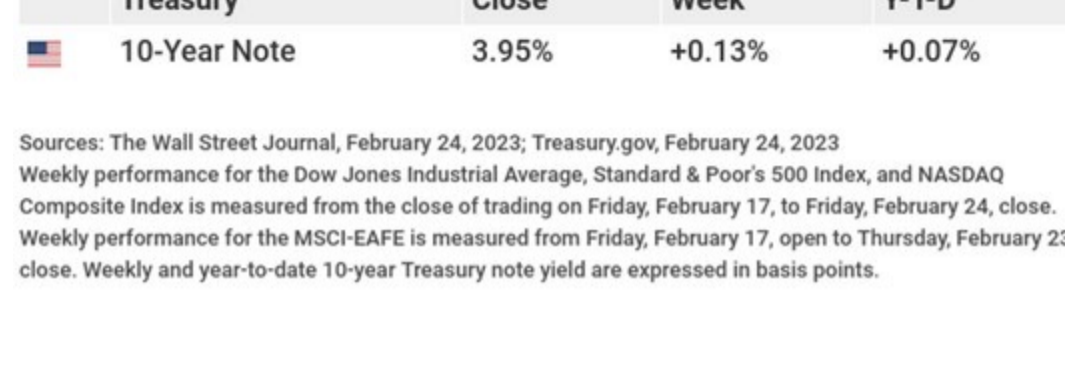 Treasury Close Week Y-T-D
10-Year Note 3.95% +0.13% +0.07%
Sources: The Wall Street Journal, February 24, 2023; Treasury.gov, February 24, 2023
Weekly performance for the Dow Jones Industrial Average, Standard & Poor's 500 Index, and NASDAQ
Composite Index is measured from the close of trading on Friday, February 17, to Friday, February 24, close.
Weekly performance for the MSCI-EAFE is measured from Friday, February 17, open to Thursday, February 23
close. Weekly and year-to-date 10-year Treasury note yield are expressed in basis points.